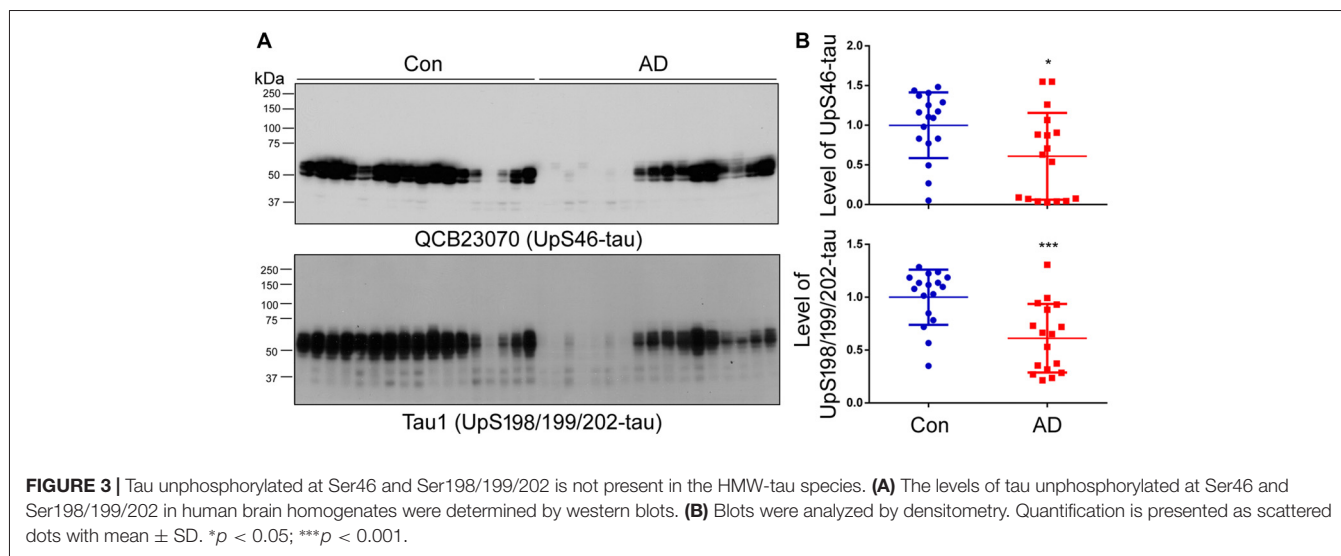 A
Con AD
kDa
250
150
100
75
50
37
QCB23070 (UpS46-tau)
250
150
100
75
50
37
Tau1 (UpS198/199/202-tau)
B
Level of UpS46-tau
2.0
1.5
1.0
0.5
0.0
*
Level of
UpS198/199/202-tau
1.5
1.0
0.5
0.0
***
Con AD
FIGURE 3 | Tau unphosphorylated at Ser46 and Ser198/199/202 is not present in the HMW-tau species. (A) The levels of tau unphosphorylated at Ser46 and
Ser198/199/202 in human brain homogenates were determined by western blots. (B) Blots were analyzed by densitometry. Quantification is presented as scattered
dots with mean ± SD. *p < 0.05; ***p < 0.001.